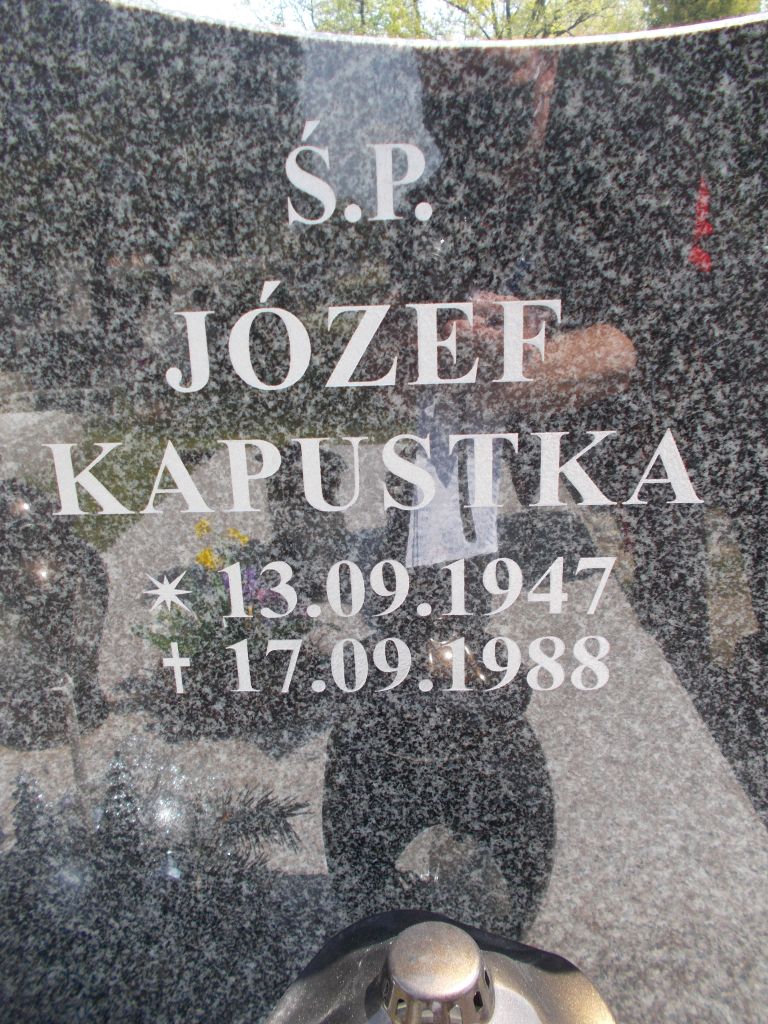 Ś.P.
JÓZEF
KAPUSTKA
✷ 13.09.1947
✝ 17.09.1988